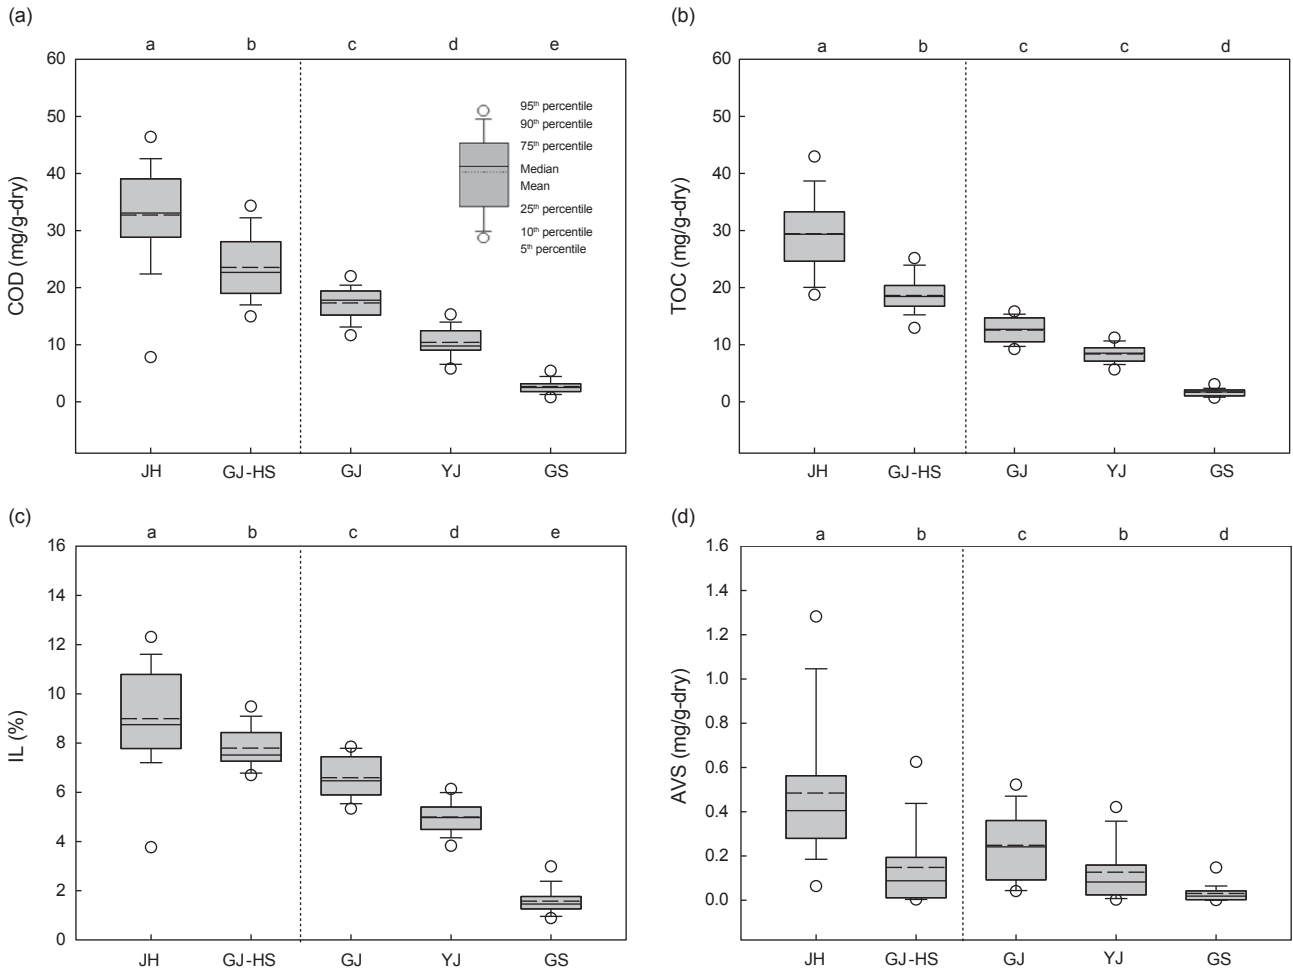 (a)
a b c d e
60
50
40
30
20
10
0
COD (mg/g-dry)
95th percentile
90th percentile
75th percentile
Median
Mean
25th percentile
10th percentile
5th percentile
JH GJ-HS GJ YJ GS
(b)
a b c c d
60
50
40
30
20
10
0
TOC (mg/g-dry)
JH GJ-HS GJ YJ GS
(c)
a b c d e
16
14
12
10
8
6
4
2
0
IL (%)
JH GJ-HS GJ YJ GS
(d)
a b c b d
1.6
1.4
1.2
1.0
0.8
0.6
0.4
0.2
0.0
AVS (mg/g-dry)
JH GJ-HS GJ YJ GS